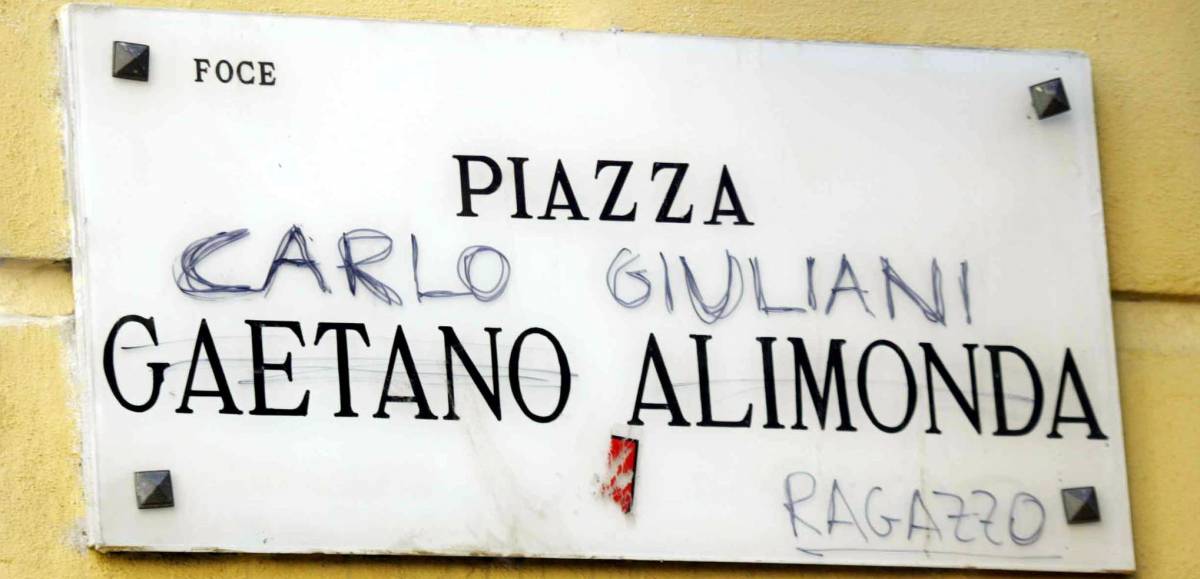 FOCE
PIAZZA
CARLO GIULIANI
GAETANO ALIMONDA
RAGAZZO